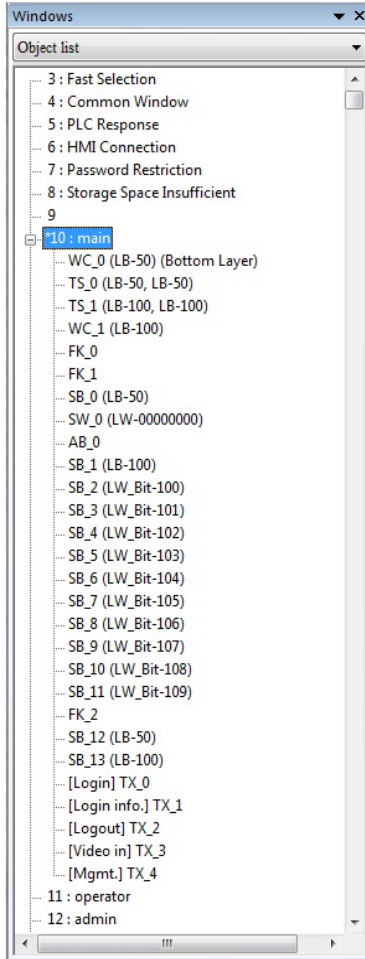 Windows
Object list
3 : Fast Selection
4 : Common Window
5 : PLC Response
6 : HMI Connection
7 : Password Restriction
8 : Storage Space Insufficient
9
*10 : main
WC_0 (LB-50) (Bottom Layer)
TS_0 (LB-50, LB-50)
TS_1 (LB-100, LB-100)
WC_1 (LB-100)
FK_0
FK_1
SB_0 (LB-50)
SW_0 (LW-00000000)
AB_0
SB_1 (LB-100)
SB_2 (LW_Bit-100)
SB_3 (LW_Bit-101)
SB_4 (LW_Bit-102)
SB_5 (LW_Bit-103)
SB_6 (LW_Bit-104)
SB_7 (LW_Bit-105)
SB_8 (LW_Bit-106)
SB_9 (LW_Bit-107)
SB_10 (LW_Bit-108)
SB_11 (LW_Bit-109)
FK_2
SB_12 (LB-50)
SB_13 (LB-100)
[Login] TX_0
[Login info.] TX_1
[Logout] TX_2
[Video in] TX_3
[Mgmt.] TX_4
11 : operator
12 : admin